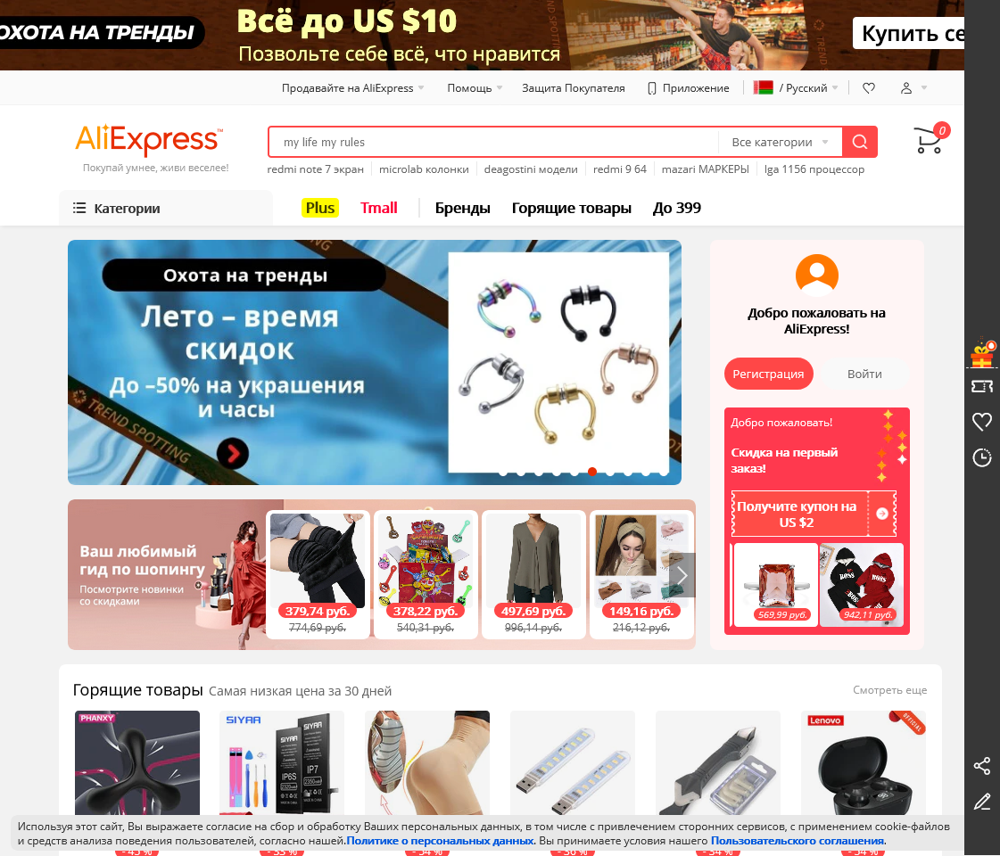 ОХОТА НА ТРЕНДЫ
Всё до US $10
Позвольте себе всё, что нравится
Купить се
Продавайте на AliExpress
Помощь
Защита Покупателя
Приложение
/ Русский
AliExpress™
Покупай умнее, живи веселее!
my life my rules
Все категории
0
redmi note 7 экран
microlab колонки
deagostini модели
redmi 9 64
mazari МАРКЕРЫ
lga 1156 процессор
Категории
Plus
Tmall
Бренды
Горящие товары
До 399
Охота на тренды
Лето – время
скидок
До –50% на украшения
и часы
TREND SPOTTING
Добро пожаловать на
AliExpress!
Регистрация
Войти
Добро пожаловать!
Скидка на первый
заказ!
Получите купон на
US $2
569,99 руб.
942,11 руб.
Ваш любимый
гид по шопингу
Посмотрите новинки
со скидками
379,74 руб.
774,69 руб.
378,22 руб.
540,31 руб.
497,69 руб.
996,14 руб.
149,16 руб.
216,12 руб.
Горящие товары
Самая низкая цена за 30 дней
Смотреть еще
PHANXY
SIYAA
SIYAA
SIYAA
IP6S
IP7
Lenovo
OFFICIAL
Используя этот сайт, Вы выражаете согласие на сбор и обработку Ваших персональных данных, в том числе с привлечением сторонних сервисов, с применением cookie-файлов
и средств анализа поведения пользователей, согласно нашей.Политике о персональных данных. Вы принимаете условия нашего Пользовательского соглашения.